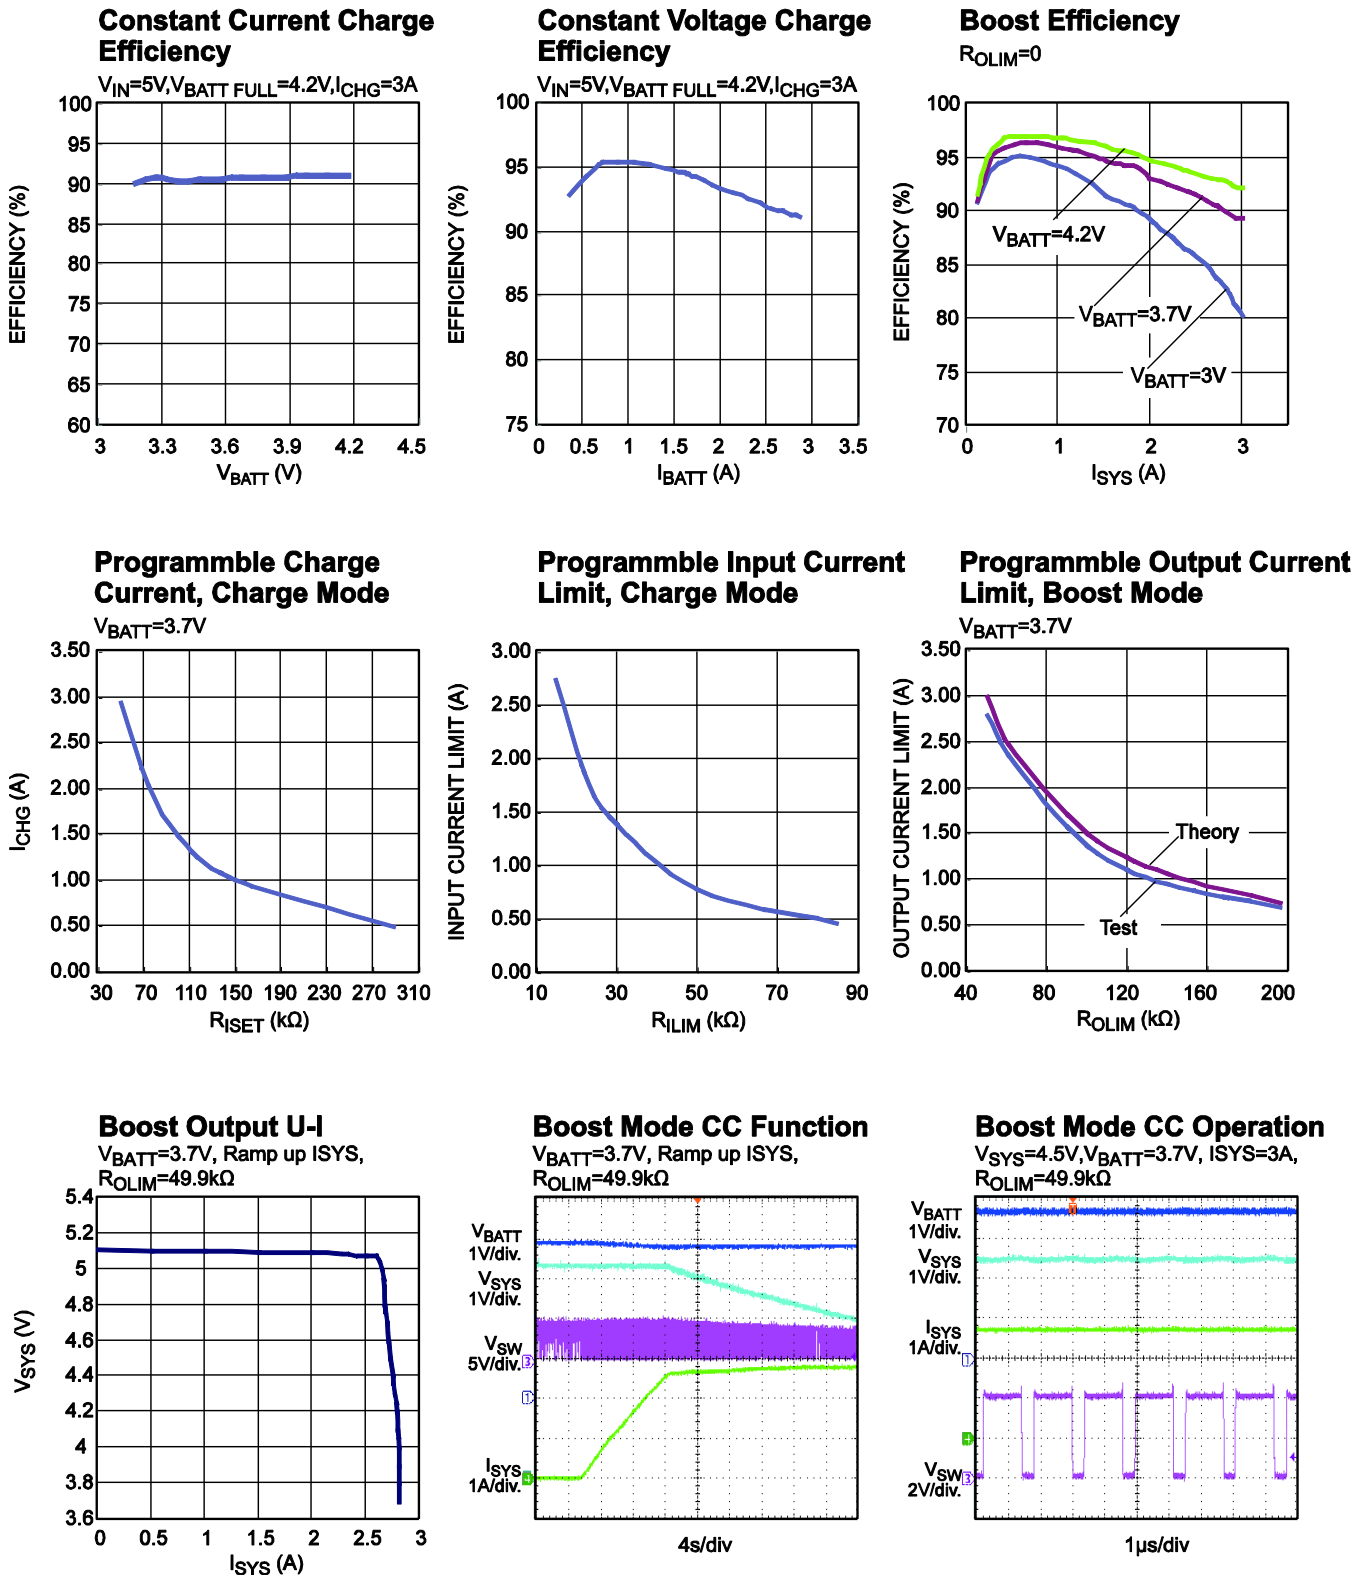 Constant Current Charge
Efficiency
VIN=5V,VBATT FULL=4.2V,ICHG=3A
100
95
90
85
80
75
70
65
60
3 3.3 3.6 3.9 4.2 4.5
EFFICIENCY (%)
VBATT (V)
Constant Voltage Charge
Efficiency
VIN=5V,VBATT FULL=4.2V,ICHG=3A
100
95
90
85
80
75
0 0.5 1 1.5 2 2.5 3 3.5
EFFICIENCY (%)
IBATT (A)
Boost Efficiency
ROLIM=0
100
95
90
85
80
75
70
0 1 2 3
EFFICIENCY (%)
ISYS (A)
VBATT=4.2V
VBATT=3.7V
VBATT=3V
Programmble Charge
Current, Charge Mode
VBATT=3.7V
3.50
3.00
2.50
2.00
1.50
1.00
0.50
0.00
30 70 110 150 190 230 270 310
ICHG (A)
RISET (kΩ)
Programmble Input Current
Limit, Charge Mode
3.00
2.50
2.00
1.50
1.00
0.50
0.00
10 30 50 70 90
INPUT CURRENT LIMIT (A)
RILIM (kΩ)
Programmble Output Current
Limit, Boost Mode
VBATT=3.7V
3.50
3.00
2.50
2.00
1.50
1.00
0.50
0.00
40 80 120 160 200
OUTPUT CURRENT LIMIT (A)
ROLIM (kΩ)
Theory
Test
Boost Output U-I
VBATT=3.7V, Ramp up ISYS,
ROLIM=49.9kΩ
5.4
5.2
5
4.8
4.6
4.4
4.2
4
3.8
3.6
0 0.5 1 1.5 2 2.5 3
VSYS (V)
ISYS (A)
Boost Mode CC Function
VBATT=3.7V, Ramp up ISYS,
ROLIM=49.9kΩ
VBATT
1V/div.
VSYS
1V/div.
VSW
5V/div.
3
1
ISYS
1A/div.
4
4s/div
Boost Mode CC Operation
VSYS=4.5V,VBATT=3.7V, ISYS=3A,
ROLIM=49.9kΩ
VBATT
1V/div.
VSYS
1V/div.
ISYS
1A/div.
1
4
VSW
2V/div.
3
1µs/div